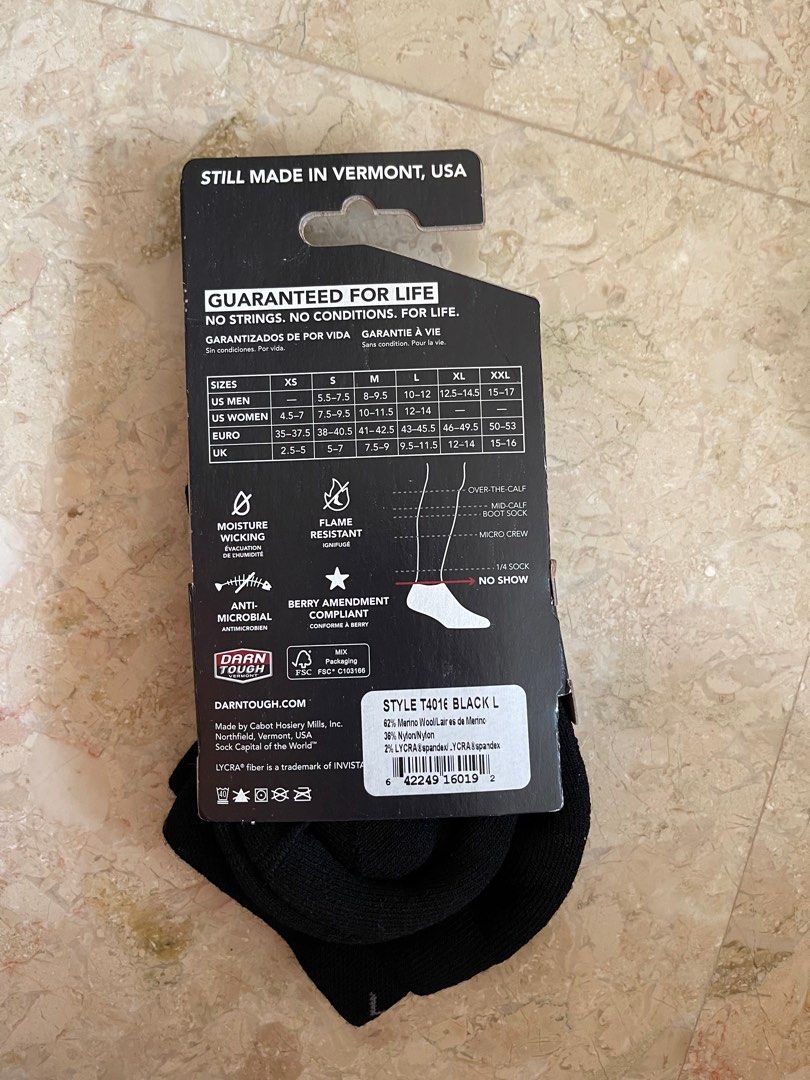 STILL MADE IN VERMONT, USA
GUARANTEED FOR LIFE
NO STRINGS. NO CONDITIONS. FOR LIFE.
GARANTIZADOS DE POR VIDA GARANTIE À VIE
Sin condiciones. Por vida. Sans condition. Pour la vie.
SIZES XS S M L XL XXL
US MEN — 5.5–7.5 8–9.5 10–12 12.5–14.5 15–17
US WOMEN 4.5–7 7.5–9.5 10–11.5 12–14 — —
EURO 35–37.5 38–40.5 41–42.5 43–45.5 46–49.5 50–53
UK 2.5–5 5–7 7.5–9 9.5–11.5 12–14 15–16
MOISTURE
WICKING
ÉVACUATION
DE L'HUMIDITÉ
FLAME
RESISTANT
IGNIFUGÉ
OVER-THE-CALF
MID-CALF
BOOT SOCK
MICRO CREW
1/4 SOCK
NO SHOW
ANTI-
MICROBIAL
ANTIMICROBIEN
BERRY AMENDMENT
COMPLIANT
CONFORME À BERRY
DARN
TOUGH
VERMONT
FSC
MIX
Packaging
FSC® C103166
DARNTOUGH.COM
Made by Cabot Hosiery Mills, Inc.
Northfield, Vermont, USA
Sock Capital of the World™
LYCRA® fiber is a trademark of INVISTA
40
STYLE T4016 BLACK L
62% Merino Wool/Lair es de Merino
36% Nylon/Nylon
2% LYCRA®spandex/LYCRA®spandex
6 42249 16019 2